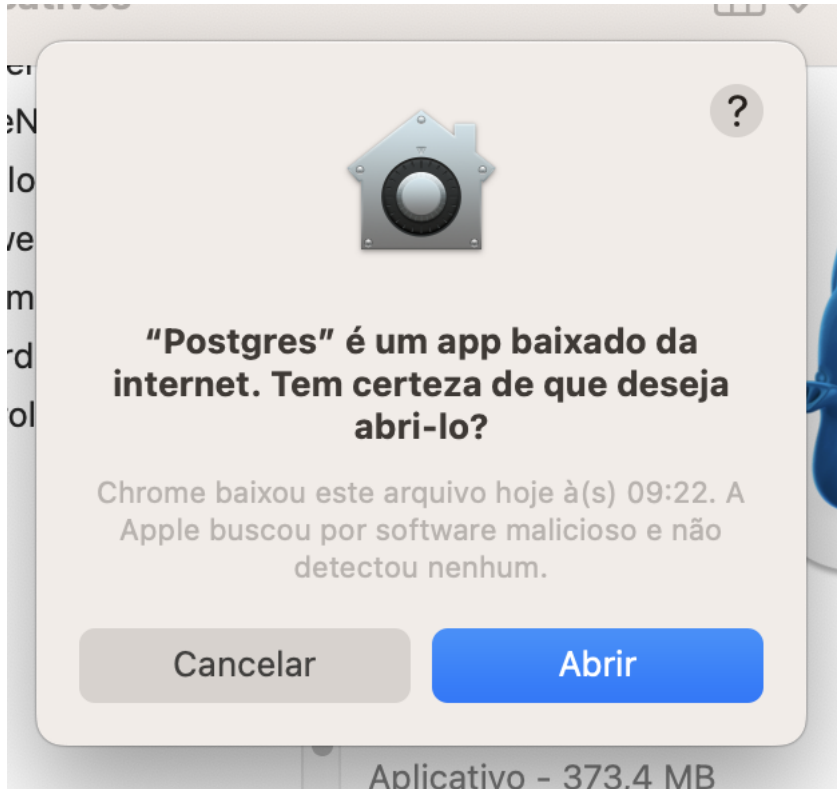 ?
“Postgres” é um app baixado da
internet. Tem certeza de que deseja
abri-lo?
Chrome baixou este arquivo hoje à(s) 09:22. A
Apple buscou por software malicioso e não
detectou nenhum.
Cancelar
Abrir
Aplicativo - 373,4 MB